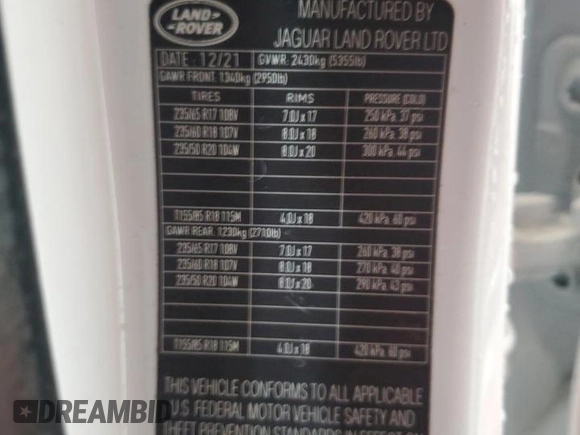 LAND-
-ROVER
MANUFACTURED BY
JAGUAR LAND ROVER LTD
DATE: 12/21 GVWR: 2430kg (5355lb)
GAWR FRONT: 1340kg (2950lb)
TIRES RIMS PRESSURE (COLD)
235/65 R17 108V 7.0J x 17 250 kPa, 37 psi
235/60 R18 107V 8.0J x 18 260 kPa, 38 psi
235/50 R20 104W 8.0J x 20 300 kPa, 44 psi
T155/85 R18 115M 4.0J x 18 420 kPa, 60 psi
GAWR REAR: 1230kg (2710lb)
235/65 R17 108V 7.0J x 17 260 kPa, 38 psi
235/60 R18 107V 8.0J x 18 270 kPa, 40 psi
235/50 R20 104W 8.0J x 20 290 kPa, 43 psi
T155/85 R18 115M 4.0J x 18 420 kPa, 60 psi
THIS VEHICLE CONFORMS TO ALL APPLICABLE
U.S. FEDERAL MOTOR VEHICLE SAFETY AND
THEFT PREVENTION STANDARDS IN EFFECT ON
DREAMBID